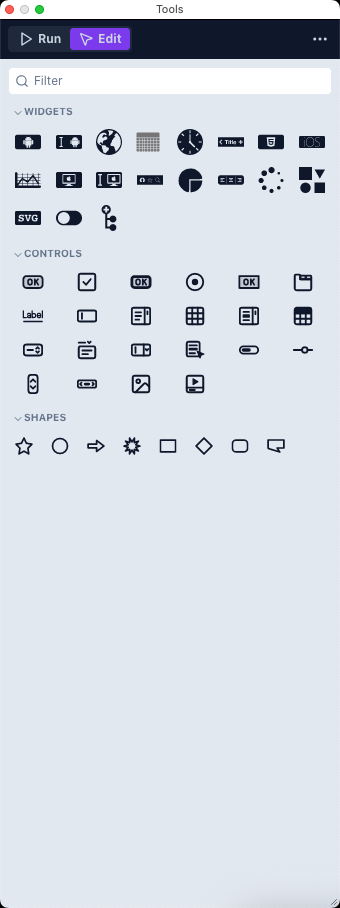 Tools
Run Edit
Filter
WIDGETS
Title
iOS
SVG
CONTROLS
OK OK OK
Label
SHAPES